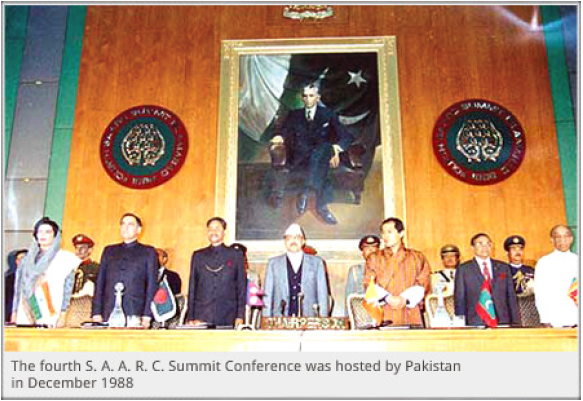 The fourth S. A. A. R. C. Summit Conference was hosted by Pakistan
in December 1988